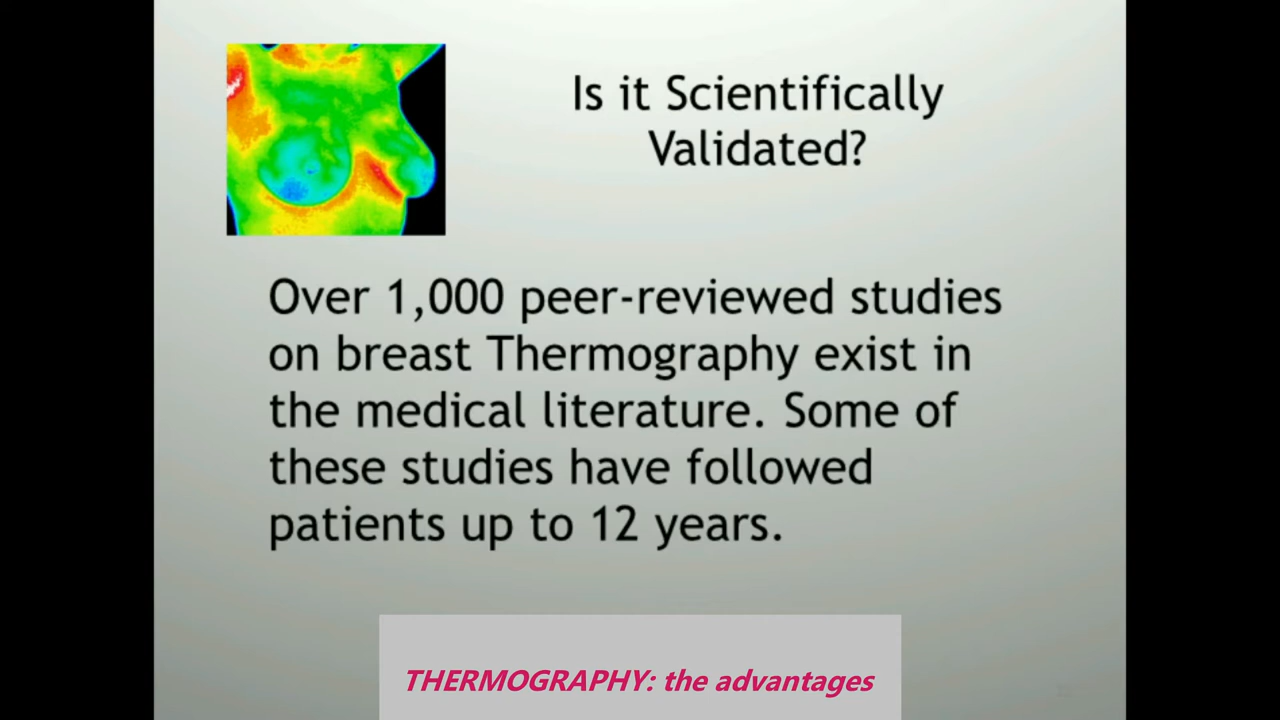 Is it Scientifically
Validated?
Over 1,000 peer-reviewed studies
on breast Thermography exist in
the medical literature. Some of
these studies have followed
patients up to 12 years.
THERMOGRAPHY: the advantages